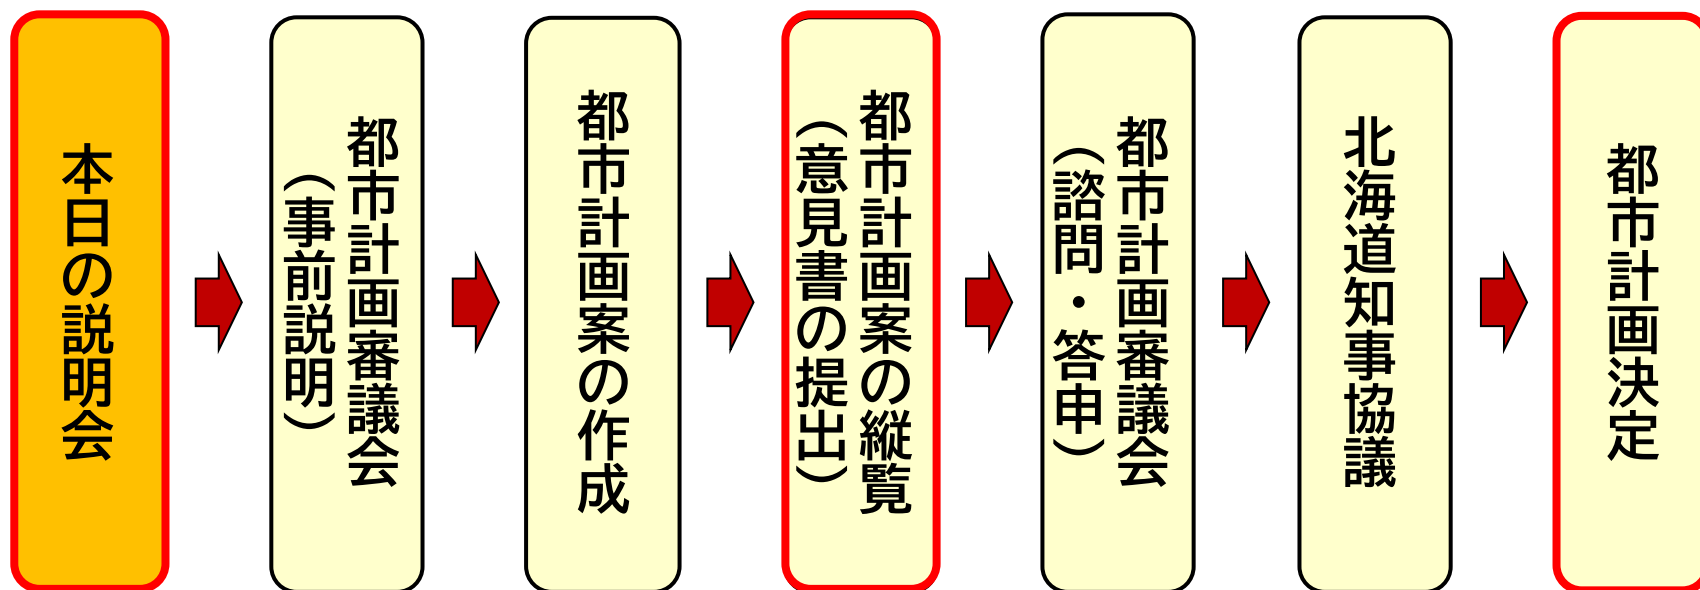 本日の説明会
都市計画審議会
（事前説明）
都市計画案の作成
都市計画案の縦覧
（意見書の提出）
都市計画審議会
（諮問・答申）
北海道知事協議
都市計画決定